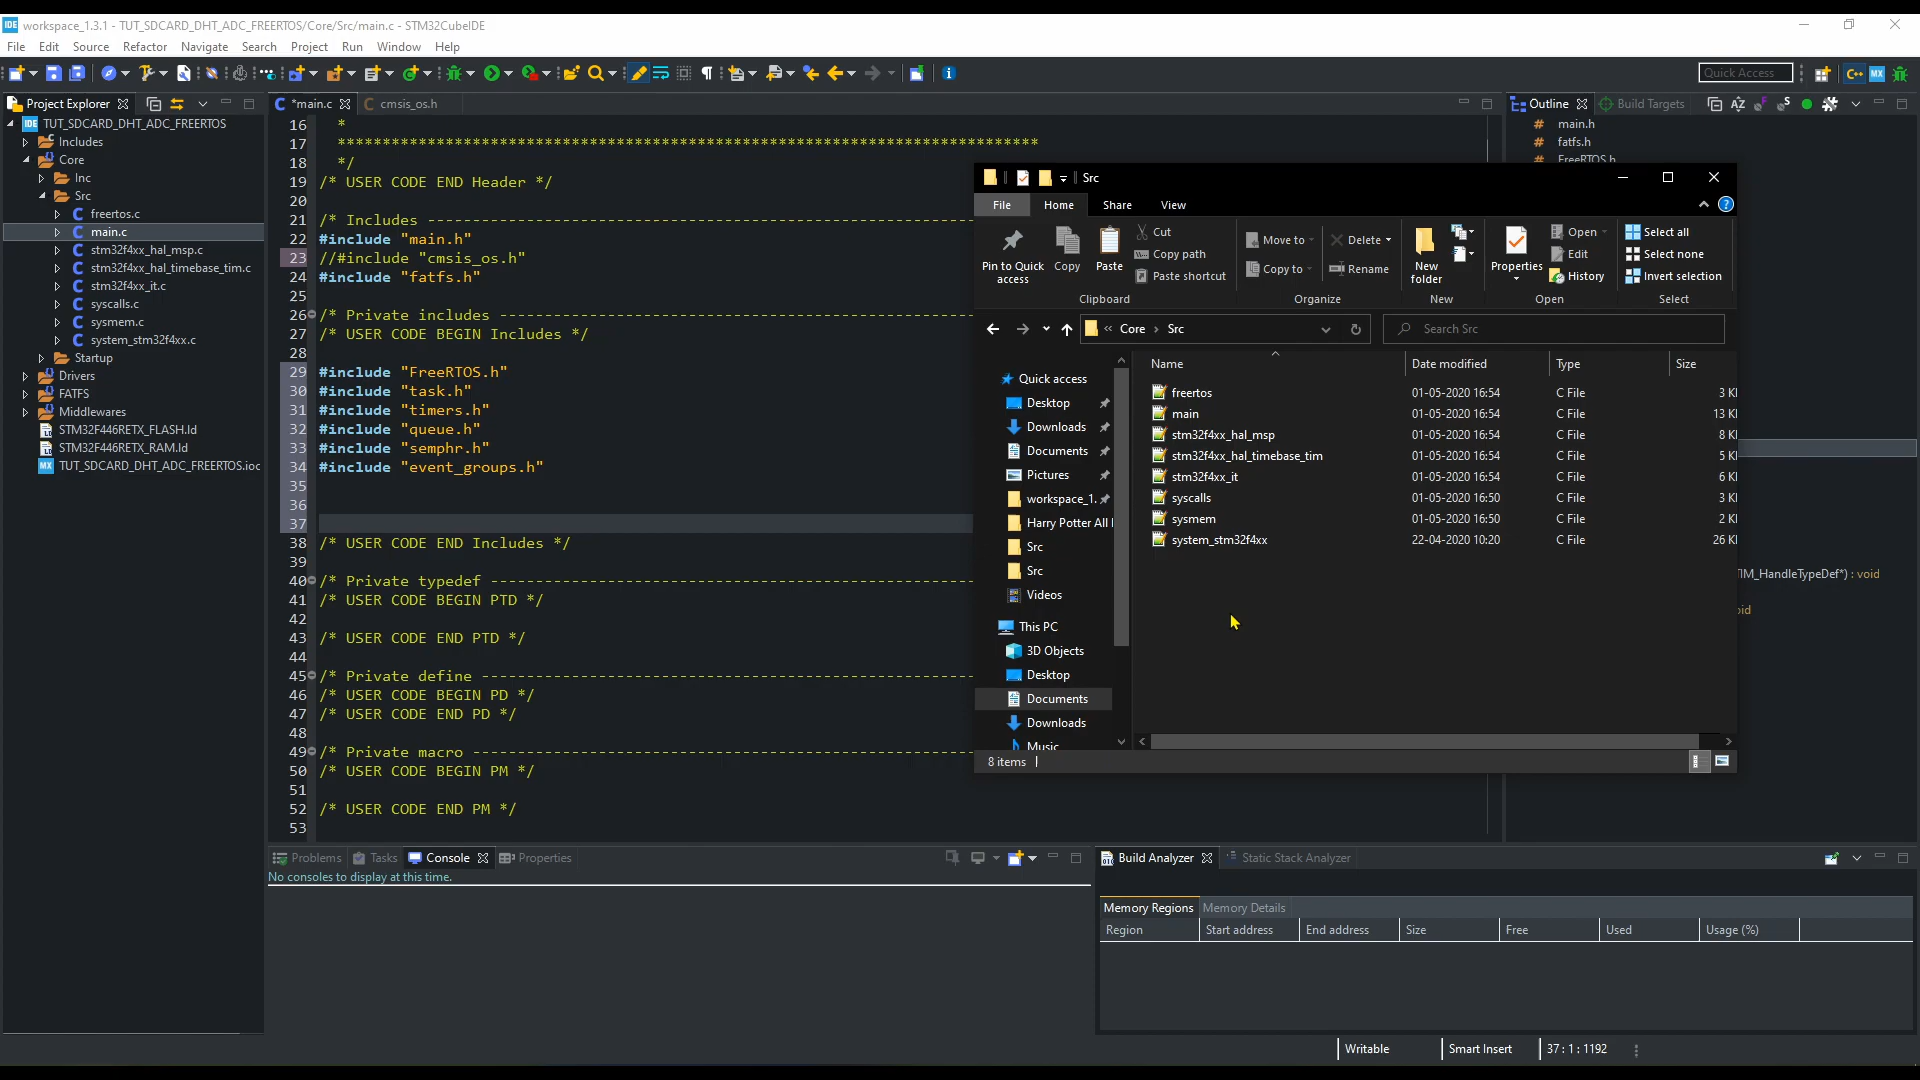 workspace_1.3.1 - TUT_SDCARD_DHT_ADC_FREERTOS/Core/Src/main.c - STM32CubeIDE
File Edit Source Refactor Navigate Search Project Run Window Help
Quick Access
Project Explorer
TUT_SDCARD_DHT_ADC_FREERTOS
Includes
Core
Inc
Src
freertos.c
main.c
stm32f4xx_hal_msp.c
stm32f4xx_hal_timebase_tim.c
stm32f4xx_it.c
syscalls.c
sysmem.c
system_stm32f4xx.c
Startup
Drivers
FATFS
Middlewares
STM32F446RETX_FLASH.ld
STM32F446RETX_RAM.ld
TUT_SDCARD_DHT_ADC_FREERTOS.ioc
*main.c
cmsis_os.h
16 *
17 ******************************************************************************
18 */
19 /* USER CODE END Header */
20
21 /* Includes ------------------------------------------------------------------
22 #include "main.h"
23 //#include "cmsis_os.h"
24 #include "fatfs.h"
25
26 /* Private includes ----------------------------------------------------------
27 /* USER CODE BEGIN Includes */
28
29 #include "FreeRTOS.h"
30 #include "task.h"
31 #include "timers.h"
32 #include "queue.h"
33 #include "semphr.h"
34 #include "event_groups.h"
35
36
37
38 /* USER CODE END Includes */
39
40 /* Private typedef -----------------------------------------------------------
41 /* USER CODE BEGIN PTD */
42
43 /* USER CODE END PTD */
44
45 /* Private define ------------------------------------------------------------
46 /* USER CODE BEGIN PD */
47 /* USER CODE END PD */
48
49 /* Private macro -------------------------------------------------------------
50 /* USER CODE BEGIN PM */
51
52 /* USER CODE END PM */
53
Outline
Build Targets
main.h
fatfs.h
FreeRTOS.h
TIM_HandleTypeDef*) : void
void
Src
File Home Share View
Pin to Quick access
Copy
Paste
Cut
Copy path
Paste shortcut
Clipboard
Move to
Copy to
Delete
Rename
Organize
New folder
New
Properties
Open
Edit
History
Open
Select all
Select none
Invert selection
Select
« Core > Src
Search Src
Quick access
Desktop
Downloads
Documents
Pictures
workspace_1.
Harry Potter All
Src
Src
Videos
This PC
3D Objects
Desktop
Documents
Downloads
Music
Name Date modified Type Size
freertos 01-05-2020 16:54 C File 3 K
main 01-05-2020 16:54 C File 13 K
stm32f4xx_hal_msp 01-05-2020 16:54 C File 8 K
stm32f4xx_hal_timebase_tim 01-05-2020 16:54 C File 5 K
stm32f4xx_it 01-05-2020 16:54 C File 6 K
syscalls 01-05-2020 16:50 C File 3 K
sysmem 01-05-2020 16:50 C File 2 K
system_stm32f4xx 22-04-2020 10:20 C File 26 K
8 items
Problems Tasks Console Properties
No consoles to display at this time.
Build Analyzer Static Stack Analyzer
Memory Regions Memory Details
Region Start address End address Size Free Used Usage (%)
Writable Smart Insert 37 : 1 : 1192